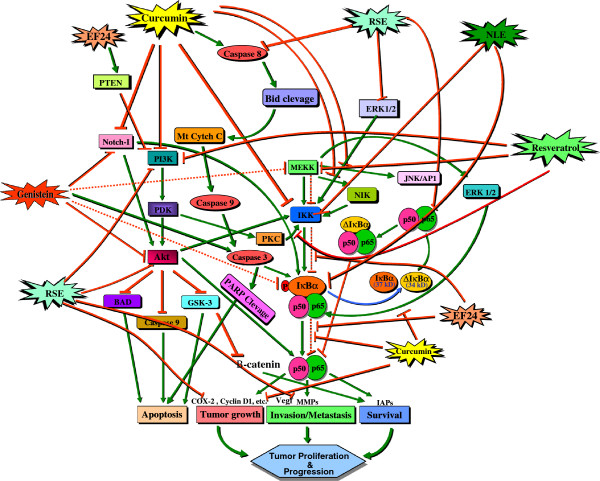 Curcumin
RSE
NLE
EF24
Caspase 8
PTEN
Bid clevage
ERK1/2
Notch-I
Mt Cytch C
Resveratrol
PI3K
MEKK
JNK/AP1
NIK
ERK 1/2
Genistein
Caspase 9
PDK
IKK
p50
p65
ΔIκBα
p50
p65
PKC
Akt
Caspase 3
IκBα
IκBα
(37 kD)
ΔIκBα
(34 kD)
RSE
BAD
GSK-3
PARP Clevage
p50
p65
EF24
Caspase 9
Curcumin
B-catenin
p50
p65
COX-2 , Cyclin D1, etc.
Vegf
MMPs
IAPs
Apoptosis
Tumor growth
Invasion/Metastasis
Survival
Tumor Proliferation
&
Progression